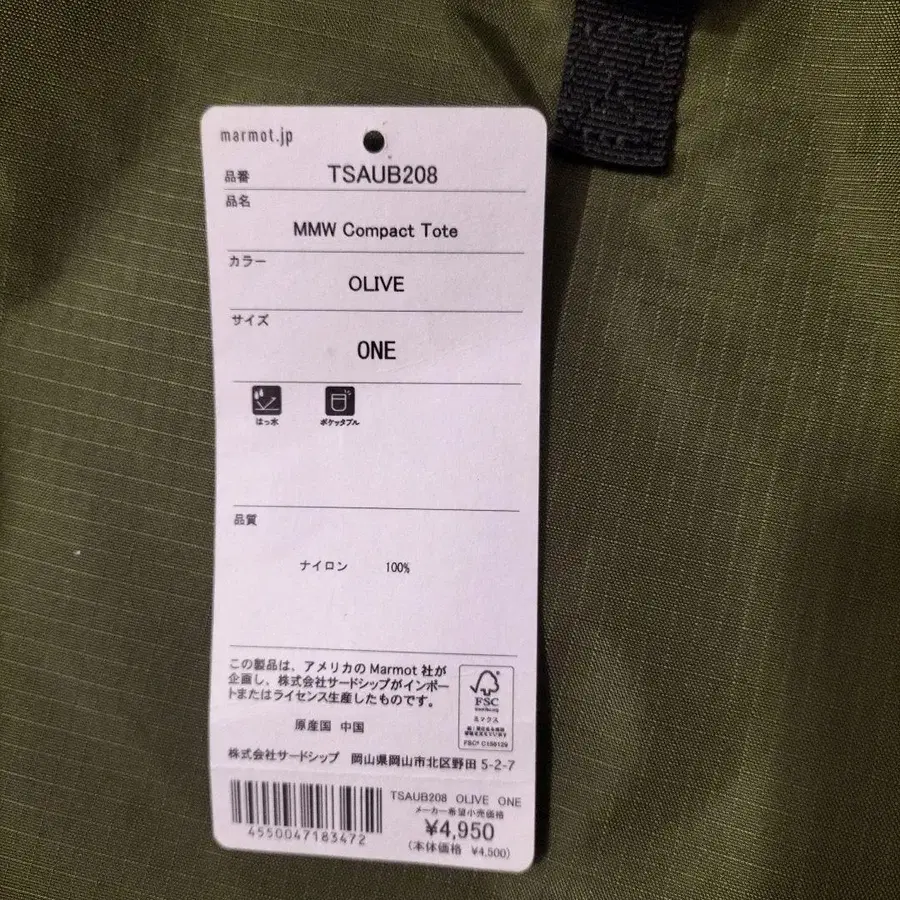 marmot.jp
品番 TSAUB208
品名
MMW Compact Tote
カラー
OLIVE
サイズ
ONE
はっ水 ポケッタブル
品質
ナイロン 100%
この製品は、アメリカのMarmot社が
企画し、株式会社サードシップがインポー
トまたはライセンス生産したものです。
FSC
ミックス
原産国 中国
株式会社サードシップ 岡山県岡山市北区野田5-2-7
TSAUB208 OLIVE ONE
メーカー希望小売価格
¥4,950
(本体価格 ¥4,500)
4550047183472